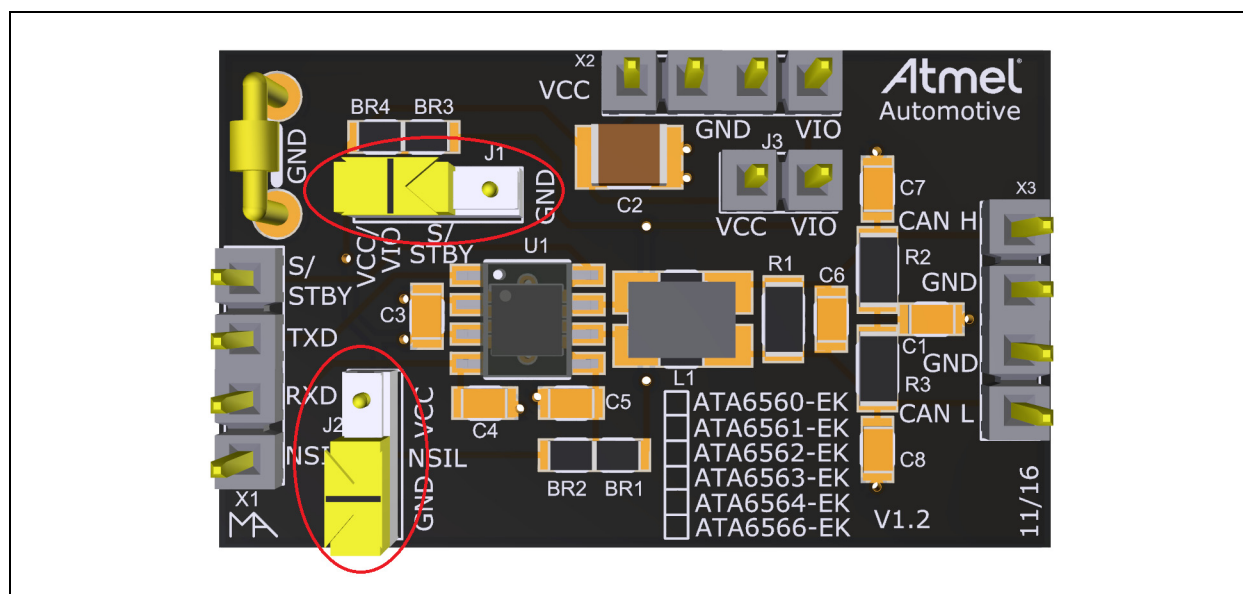 Atmel
Automotive
X2
VCC
GND
VIO
J3
VCC
VIO
BR4
BR3
GND
J1
GND
VCC/
VIO
S/
STBY
C2
C7
CAN H
X3
R2
GND
U1
R1
C6
S/
STBY
TXD
RXD
NSI
X1
C3
C1
GND
R3
CAN L
L1
C4
C5
J2
VCC
NSIL
GND
BR2
BR1
ATA6560-EK
ATA6561-EK
ATA6562-EK
ATA6563-EK
ATA6564-EK
ATA6566-EK
C8
V1.2
11/16
MA